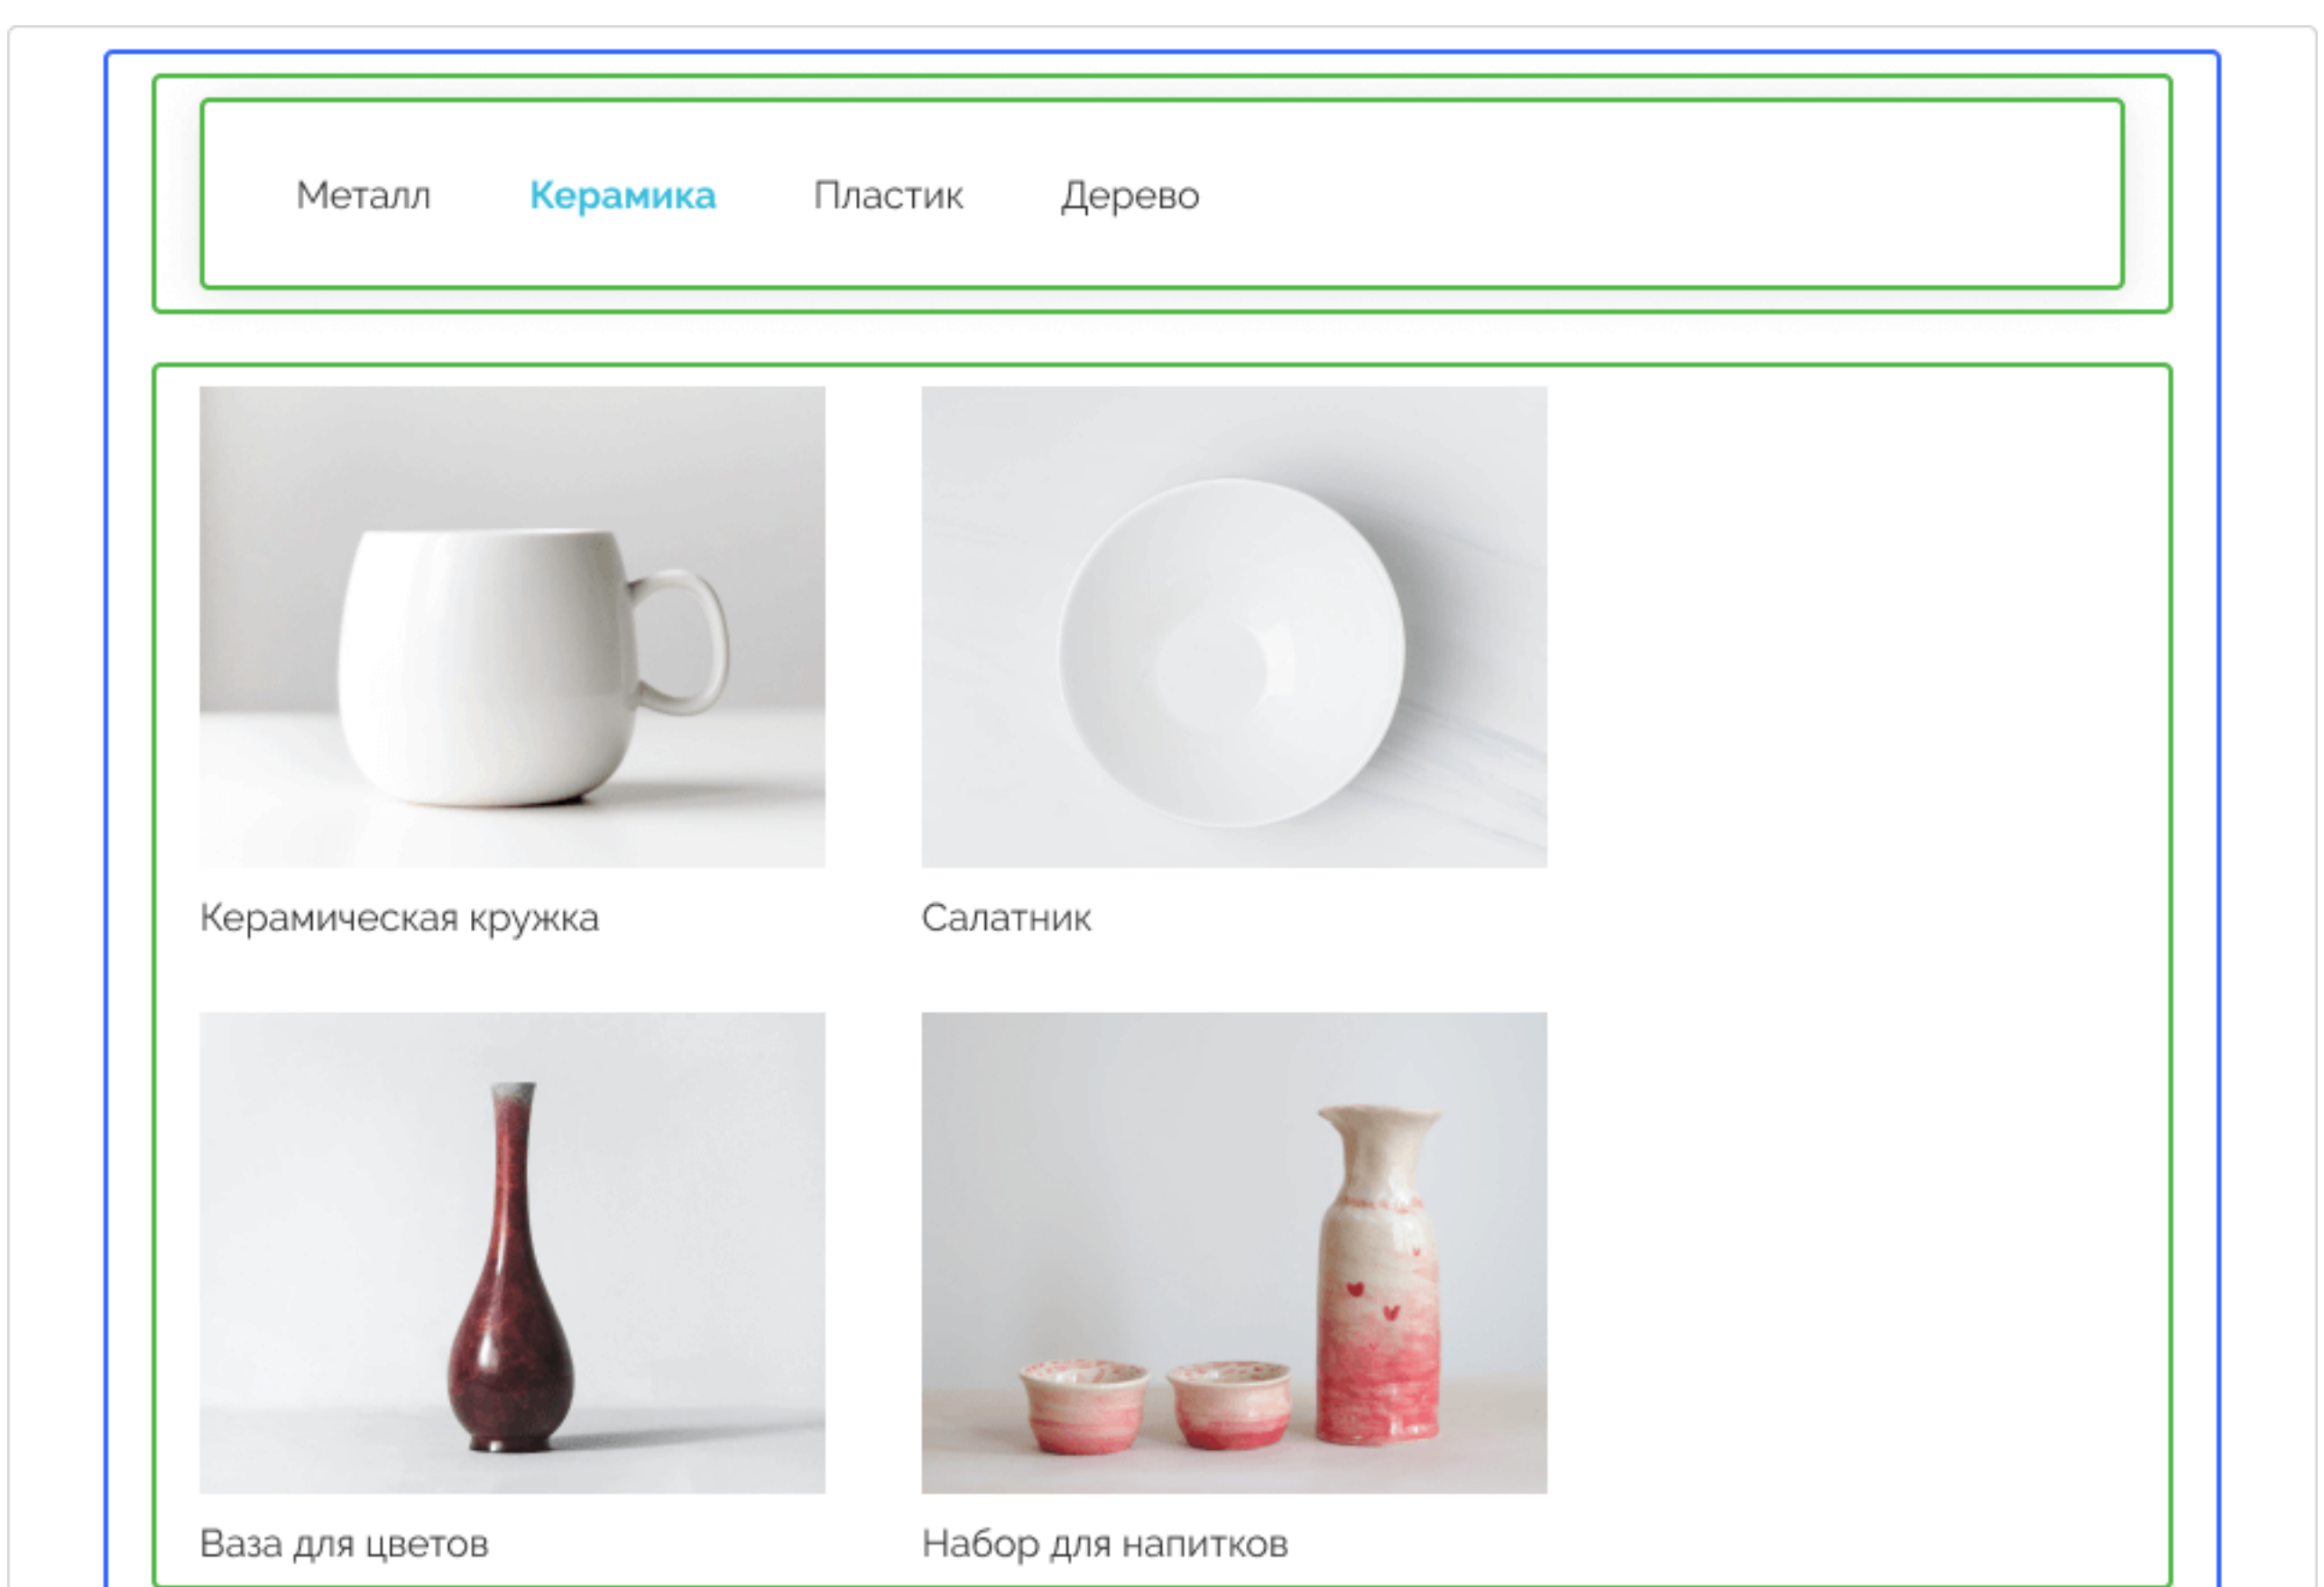 Металл Керамика Пластик Дерево
Керамическая кружка
Салатник
Ваза для цветов
Набор для напитков